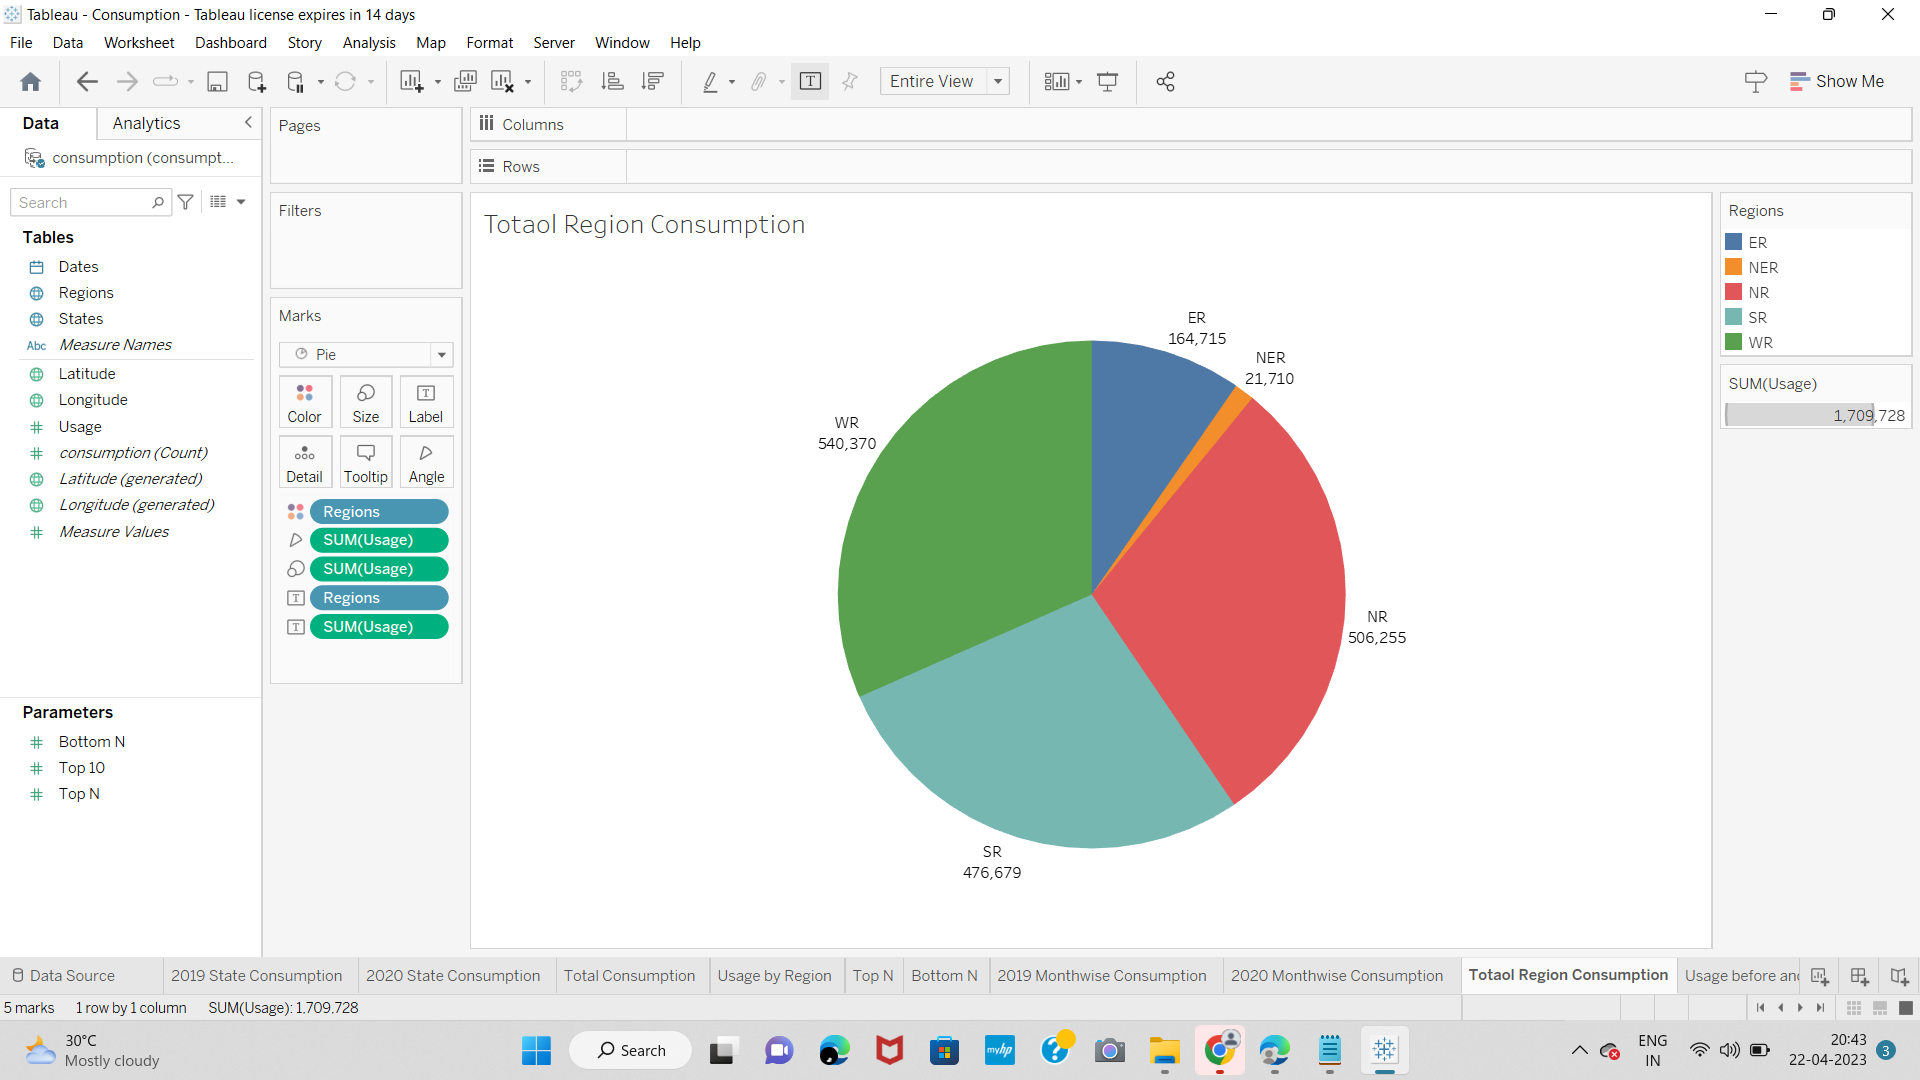 Tableau - Consumption - Tableau license expires in 14 days
File Data Worksheet Dashboard Story Analysis Map Format Server Window Help
T Entire View Show Me
Data Analytics
consumption (consumpt...
Search
Tables
Dates
Regions
States
Abc Measure Names
Latitude
Longitude
Usage
consumption (Count)
Latitude (generated)
Longitude (generated)
Measure Values
Parameters
Bottom N
Top 10
Top N
Pages
Filters
Marks
Pie
Color Size Label
Detail Tooltip Angle
Regions
SUM(Usage)
SUM(Usage)
Regions
SUM(Usage)
Columns
Rows
Totaol Region Consumption
ER
164,715
NER
21,710
WR
540,370
NR
506,255
SR
476,679
Regions
ER
NER
NR
SR
WR
SUM(Usage)
1,709,728
Data Source 2019 State Consumption 2020 State Consumption Total Consumption Usage by Region Top N Bottom N 2019 Monthwise Consumption 2020 Monthwise Consumption Totaol Region Consumption Usage before an
5 marks 1 row by 1 column SUM(Usage): 1,709,728
30°C
Mostly cloudy
Search
myhp
ENG
IN
20:43
22-04-2023
3